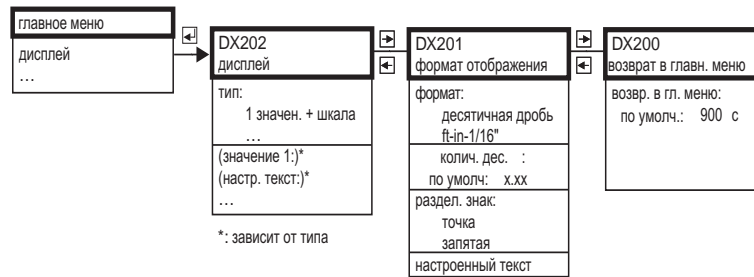 главное меню
дисплей
…
DX202
дисплей
тип:
1 значен. + шкала
…
(значение 1:)*
(настр. текст:)*
…
*: зависит от типа
DX201
формат отображения
формат:
десятичная дробь
ft-in-1/16"
колич. дес. :
по умолч: x.xx
раздел. знак:
точка
запятая
настроенный текст
DX200
возврат в главн. меню
возвр. в гл. меню:
по умолч.: 900 с